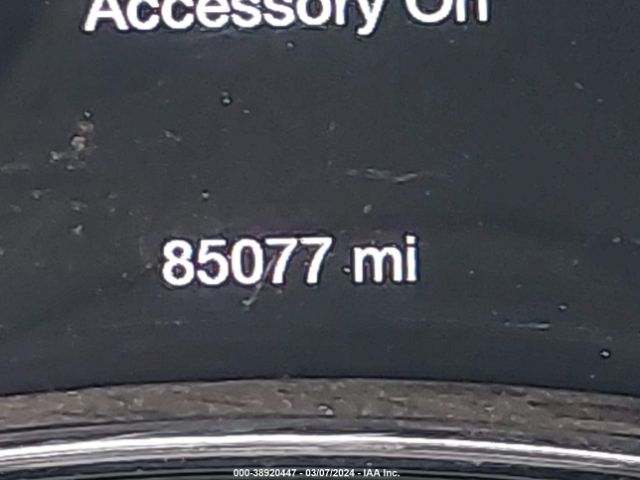 Accessory On
85077 mi
000-38920447 - 03/07/2024 - IAA Inc.